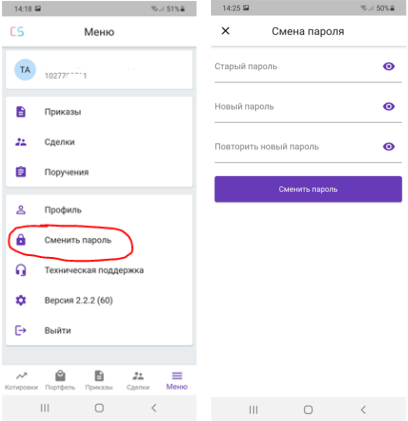 14:18
51%
CS
Меню
TA
Приказы
Сделки
Поручения
Профиль
Сменить пароль
Техническая поддержка
Версия 2.2.2 (60)
Выйти
Котировки Портфель Приказы Сделки Меню
14:25
50%
Смена пароля
Старый пароль
Новый пароль
Повторить новый пароль
Сменить пароль